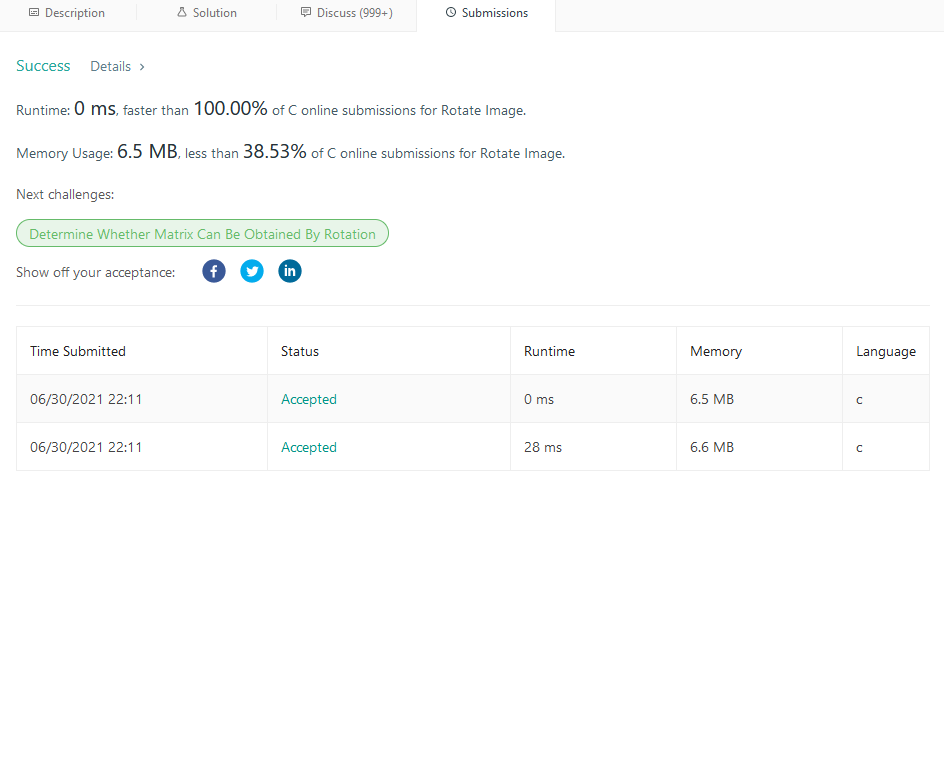 Description Solution Discuss (999+) Submissions
Success Details >
Runtime: 0 ms, faster than 100.00% of C online submissions for Rotate Image.
Memory Usage: 6.5 MB, less than 38.53% of C online submissions for Rotate Image.
Next challenges:
Determine Whether Matrix Can Be Obtained By Rotation
Show off your acceptance: f in
Time Submitted Status Runtime Memory Language
06/30/2021 22:11 Accepted 0 ms 6.5 MB c
06/30/2021 22:11 Accepted 28 ms 6.6 MB c